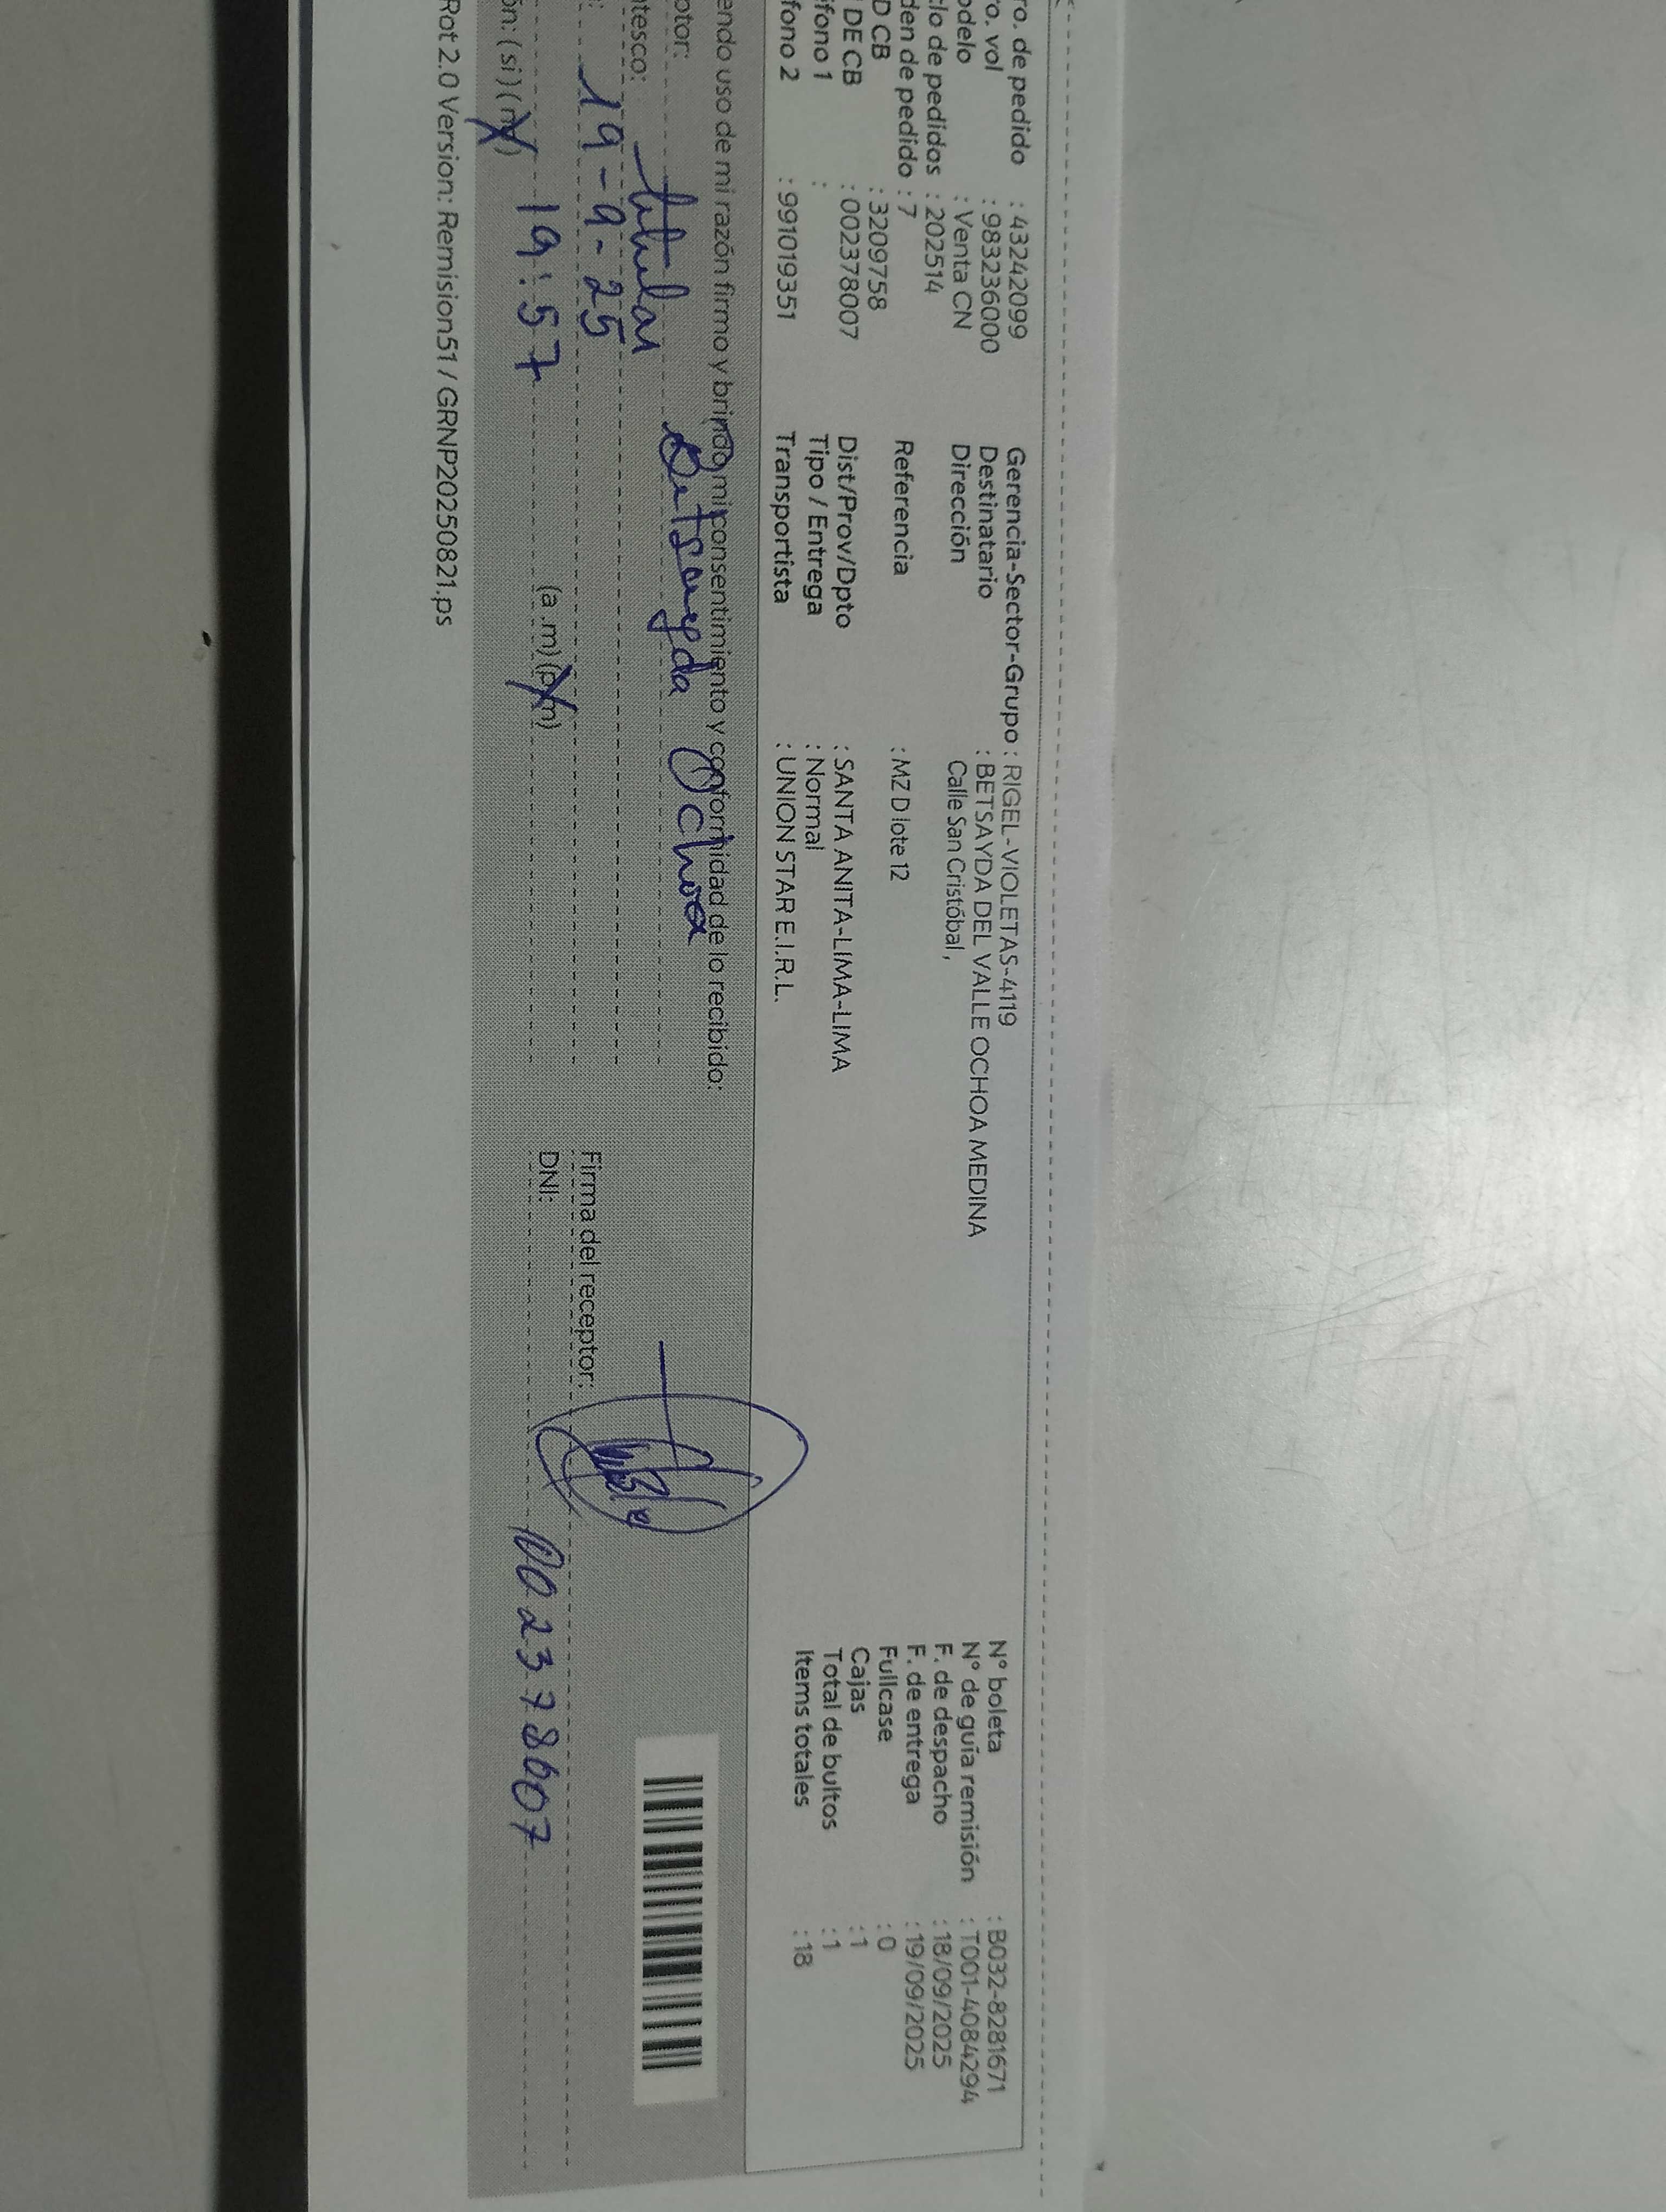 ro. de pedido : 43242099
ro. vol : 983236000
odelo : Venta CN
clo de pedidos : 202514
den de pedido : 7
D CB : 3209758
DE CB : 002378007
éfono 1 :
fono 2 : 991019351
Gerencia-Sector-Grupo : RIGEL-VIOLETAS-4119
Destinatario : BETSAYDA DEL VALLE OCHOA MEDINA
Dirección Calle San Cristóbal ,
Referencia : MZ D lote 12
Dist/Prov/Dpto : SANTA ANITA-LIMA-LIMA
Tipo / Entrega : Normal
Transportista : UNION STAR E.I.R.L.
N° boleta : B032-8281671
N° de guía remisión : T001-4084294
F. de despacho : 18/09/2025
F. de entrega : 19/09/2025
Fullcase : 0
Cajas : 1
Total de bultos : 1
Items totales : 18
endo uso de mi razón firmo y brindo mi consentimiento y conformidad de lo recibido:
ptor: Betsayda Ochoa
ntesco: titular
: 19-9-25
19:57 (a .m) (p.m)
ón: ( si ) ( no )
Firma del receptor:
DNI: 002378007
Rot 2.0 Version: Remision51 / GRNP20250821.ps